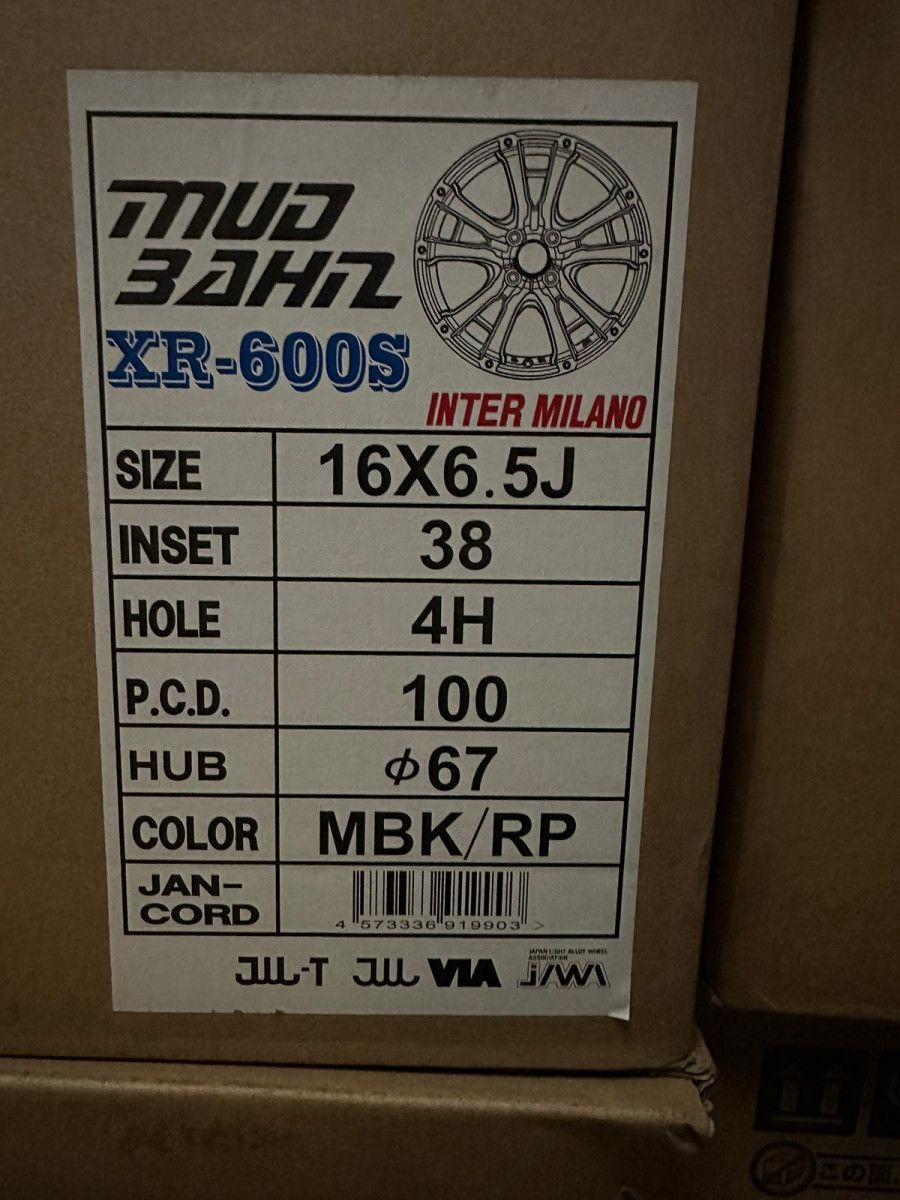 MUD
BAHN
XR-600S
INTER MILANO
SIZE 16X6.5J
INSET 38
HOLE 4H
P.C.D. 100
HUB φ67
COLOR MBK/RP
JAN-
CORD
4 573336 919903 >
JWL-T JWL VIA
JAPAN LIGHT ALLOY WHEEL
ASSOCIATION
JAWA
この面